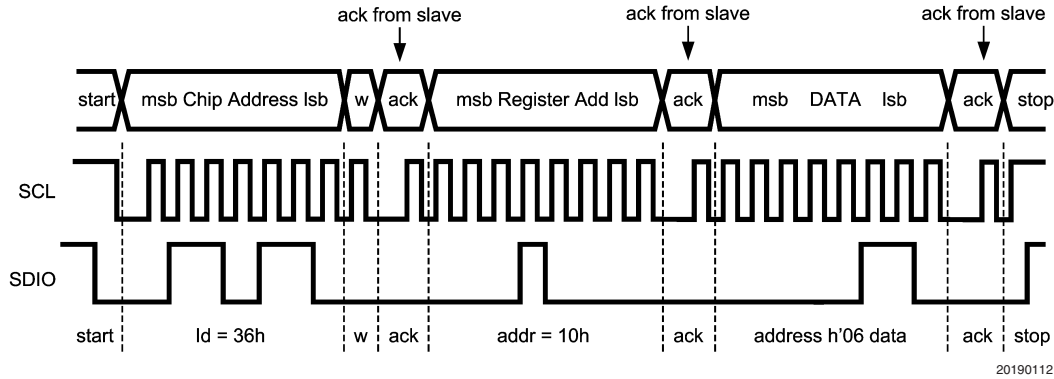 ack from slave ack from slave ack from slave
start msb Chip Address lsb w ack msb Register Add lsb ack msb DATA lsb ack stop
SCL
SDIO
start Id = 36h w ack addr = 10h ack address h'06 data ack stop
20190112